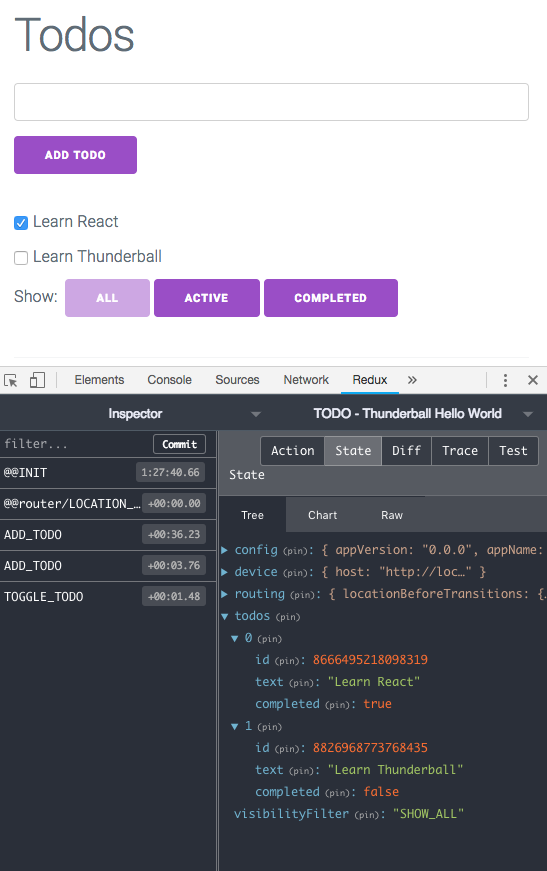 Todos
ADD TODO
Learn React
Learn Thunderball
Show: ALL ACTIVE COMPLETED
Elements Console Sources Network Redux »
Inspector TODO - Thunderball Hello World
filter... Commit
Action State Diff Trace Test
State
@@INIT 1:27:40.66
@@router/LOCATION_… +00:00.00
ADD_TODO +00:36.23
ADD_TODO +00:03.76
TOGGLE_TODO +00:01.48
Tree Chart Raw
config (pin): { appVersion: "0.0.0", appName:
device (pin): { host: "http://loc…" }
routing (pin): { locationBeforeTransitions: {…
todos (pin)
0 (pin)
id (pin): 8666495218098319
text (pin): "Learn React"
completed (pin): true
1 (pin)
id (pin): 8826968773768435
text (pin): "Learn Thunderball"
completed (pin): false
visibilityFilter (pin): "SHOW_ALL"